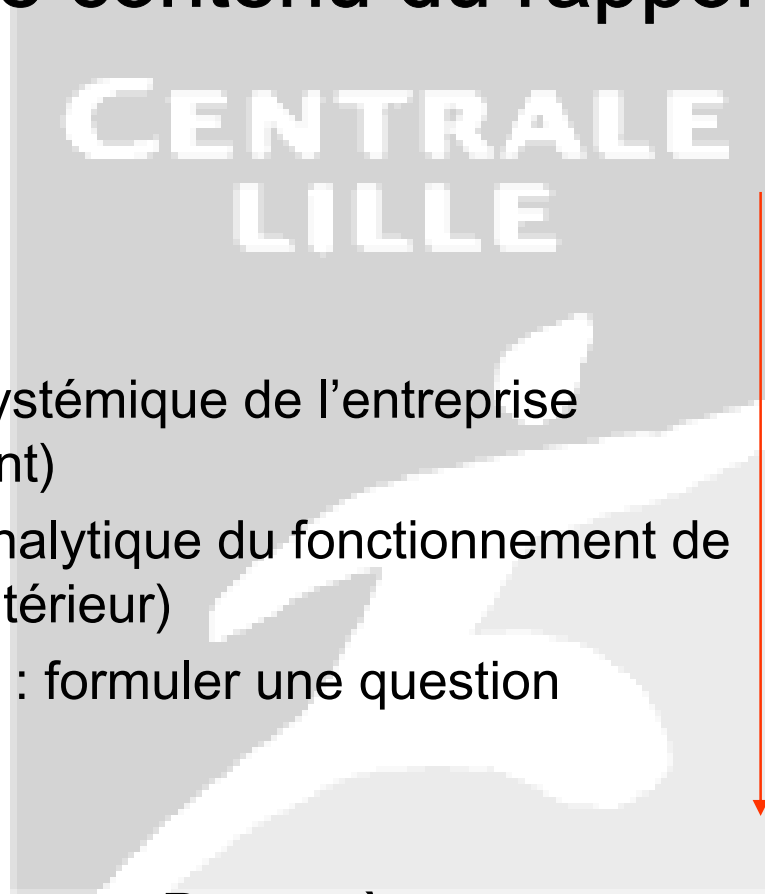 contenu du rappor
CENTRALE
LILLE
ystémique de l’entreprise
nt)
nalytique du fonctionnement de
térieur)
: formuler une question